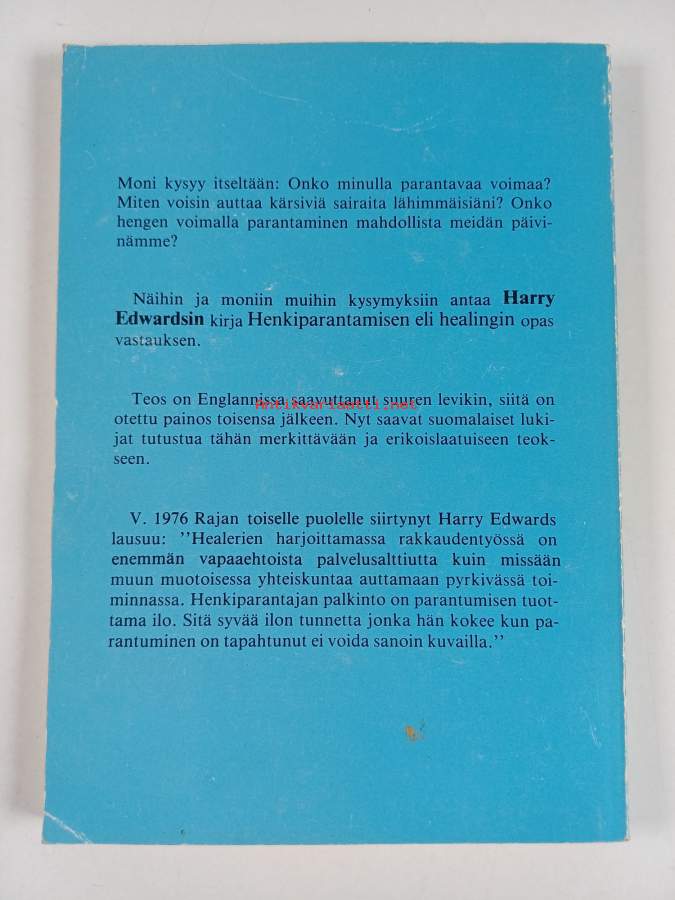 Moni kysyy itseltään: Onko minulla parantavaa voimaa?
Miten voisin auttaa kärsiviä sairaita lähimmäisiäni? Onko
hengen voimalla parantaminen mahdollista meidän päivi-
nämme?
Näihin ja moniin muihin kysymyksiin antaa Harry
Edwardsin kirja Henkiparantamisen eli healingin opas
vastauksen.
Teos on Englannissa saavuttanut suuren levikin, siitä on
Antikvariaatti.net
otettu painos toisensa jälkeen. Nyt saavat suomalaiset luki-
jat tutustua tähän merkittävään ja erikoislaatuiseen teok-
seen.
V. 1976 Rajan toiselle puolelle siirtynyt Harry Edwards
lausuu: ''Healerien harjoittamassa rakkaudentyössä on
enemmän vapaaehtoista palvelusalttiutta kuin missään
muun muotoisessa yhteiskuntaa auttamaan pyrkivässä toi-
minnassa. Henkiparantajan palkinto on parantumisen tuot-
tama ilo. Sitä syvää ilon tunnetta jonka hän kokee kun pa-
rantuminen on tapahtunut ei voida sanoin kuvailla.''